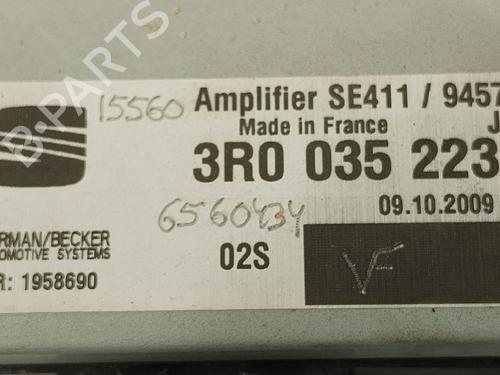 B-PARTS
15560 Amplifier SE411 / 9457
Made in France J
3R0 035 223
6560434 09.10.2009
RMAN/BECKER
OMOTIVE SYSTEMS
02S
R: 1958690